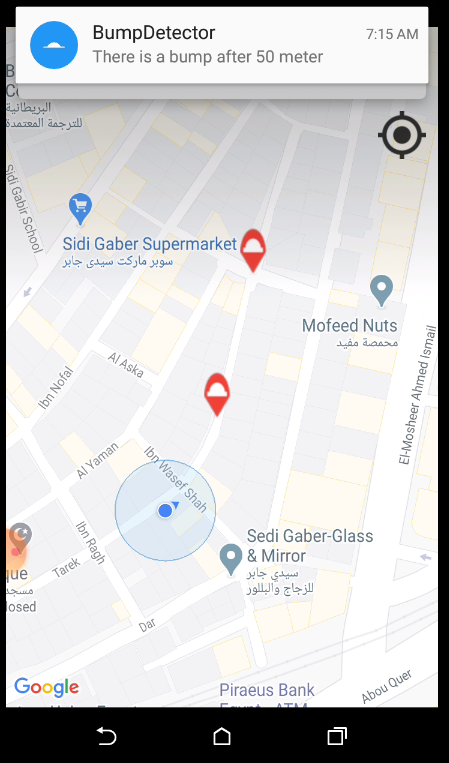 BumpDetector
7:15 AM
There is a bump after 50 meter
البريطانية
للترجمة المعتمدة
Sidi Gabir School
Sidi Gaber Supermarket
سوبر ماركت سيدى جابر
Mofeed Nuts
محمصة مفيد
El-Mosheer Ahmed Ismail
Al Aska
Ibn Nofal
Al Yaman
Ibn Wasef Shah
Ibn Ragh
Sedi Gaber-Glass
& Mirror
سيدي جابر
للزجاج والبللور
que
مسجد
losed
Tarek
Dar
Google
Piraeus Bank
Abou Quer